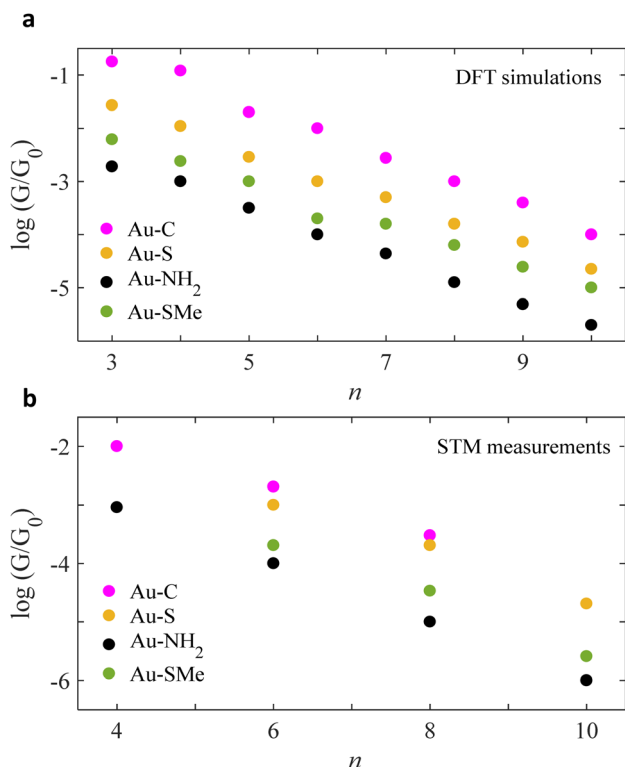 a
DFT simulations
log (G/G₀)
-1
-3
-5
Au-C
Au-S
Au-NH₂
Au-SMe
3
5
7
9
n
b
STM measurements
log (G/G₀)
-2
-4
-6
Au-C
Au-S
Au-NH₂
Au-SMe
4
6
8
10
n